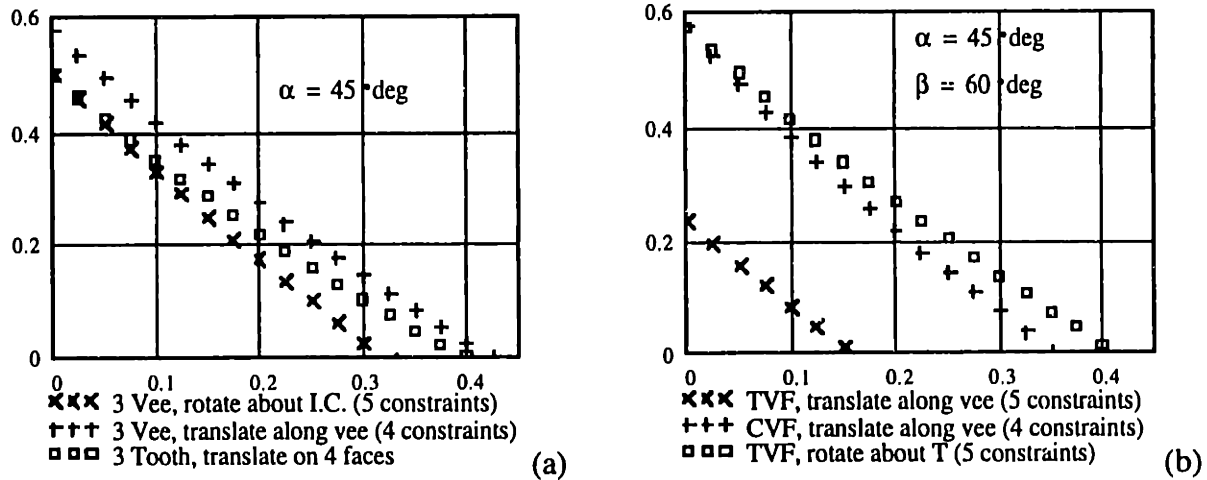 0.6
0.4
0.2
0
α = 45 deg
0 0.1 0.2 0.3 0.4
××× 3 Vee, rotate about I.C. (5 constraints)
+++ 3 Vee, translate along vee (4 constraints)
□□□ 3 Tooth, translate on 4 faces
(a)
0.6
0.4
0.2
0
α = 45 deg
β = 60 deg
0 0.1 0.2 0.3 0.4
××× TVF, translate along vee (5 constraints)
+++ CVF, translate along vee (4 constraints)
□□□ TVF, rotate about T (5 constraints)
(b)